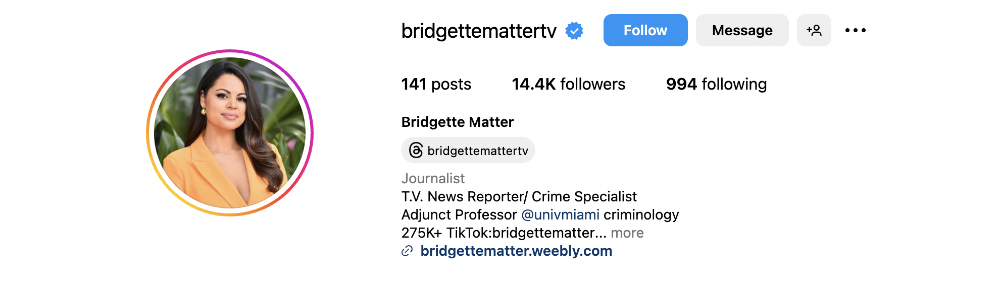 bridgettemattertv
Follow
Message
141 posts 14.4K followers 994 following
Bridgette Matter
bridgettemattertv
Journalist
T.V. News Reporter/ Crime Specialist
Adjunct Professor @univmiami criminology
275K+ TikTok:bridgettematter... more
bridgettematter.weebly.com